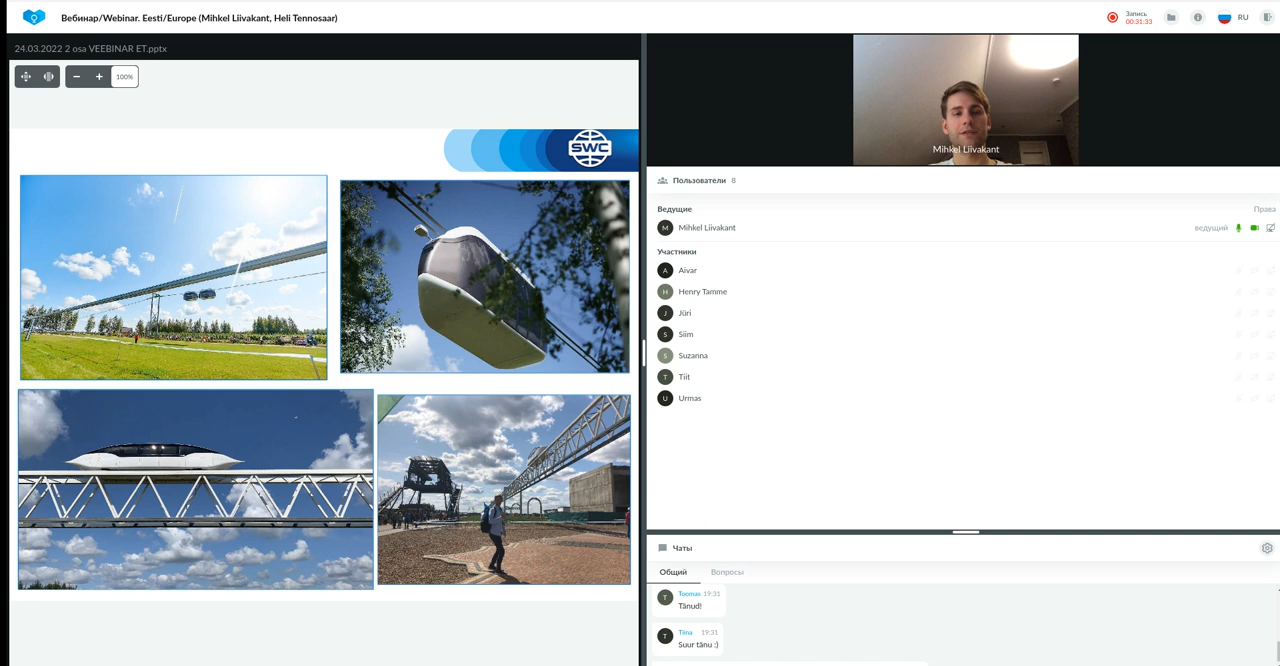 Вебинар/Webinar. Eesti/Europe (Mihkel Liivakant, Heli Tennosaar)
Запись
00:31:33
RU
24.03.2022 2 osa VEEBINAR ET.pptx
100%
SWC
Mihkel Liivakant
Пользователи 8
Ведущие
Права
M
Mihkel Liivakant
ведущий
Участники
A
Aivar
H
Henry Tamme
J
Jüri
S
Siim
S
Suzanna
T
Tiit
U
Urmas
Чаты
Общий
Вопросы
T
Toomas 19:31
Tänud!
T
Tiina 19:31
Suur tänu :)